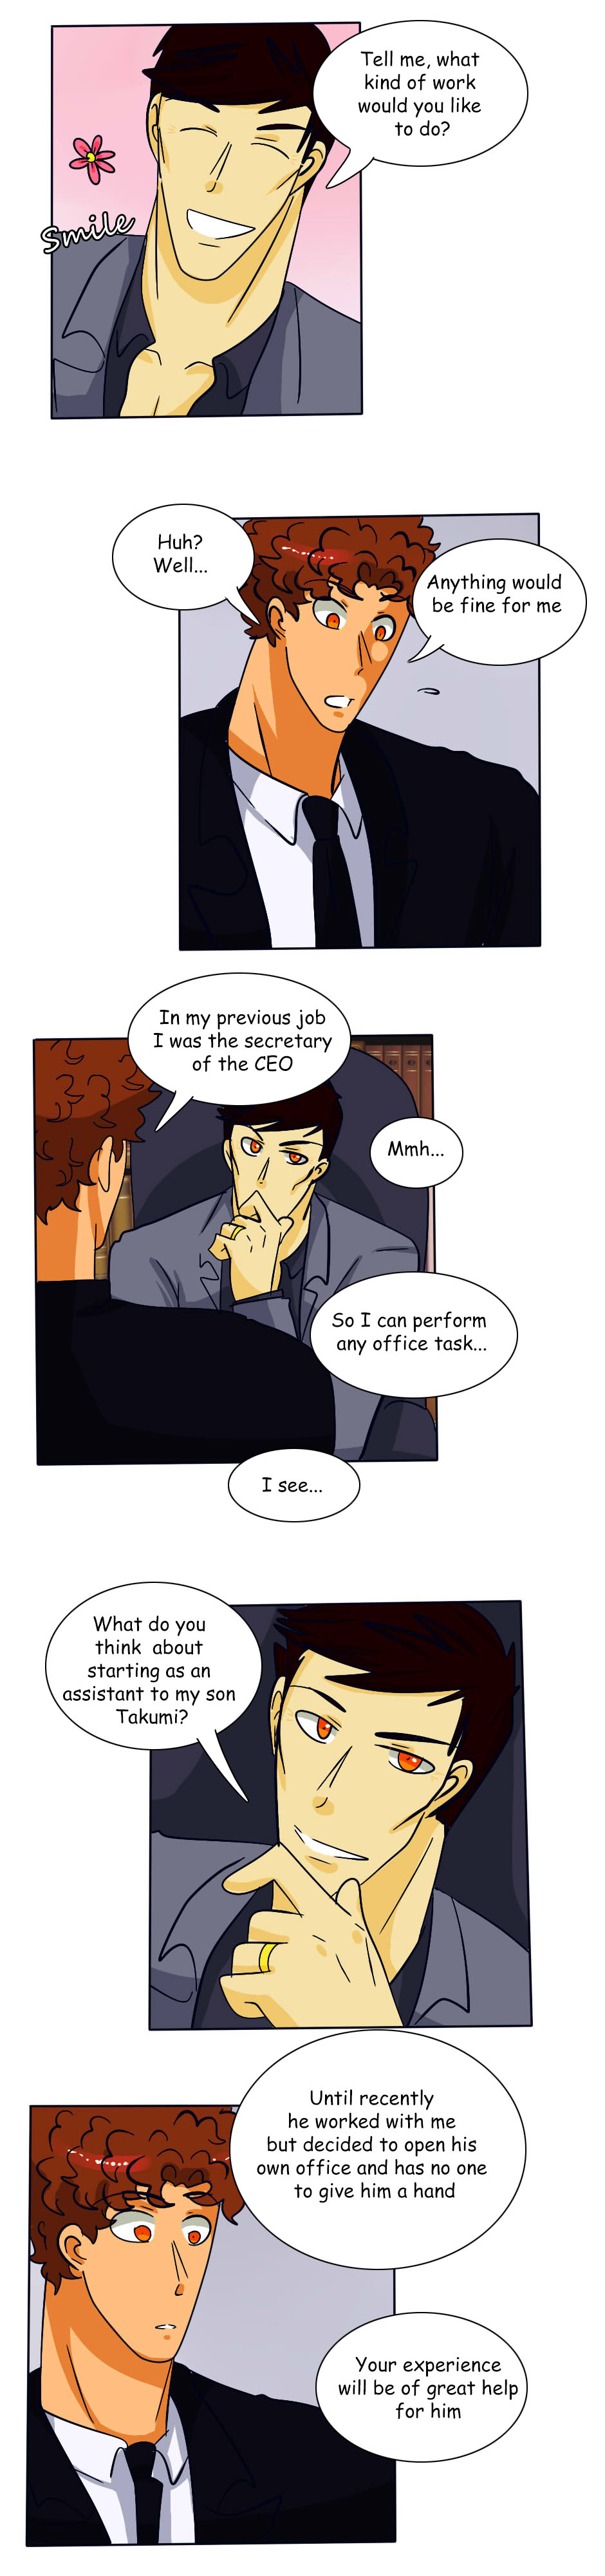 Tell me, what
kind of work
would you like
to do?
Smile
Huh?
Well...
Anything would
be fine for me
In my previous job
I was the secretary
of the CEO
Mmh...
So I can perform
any office task...
I see...
What do you
think about
starting as an
assistant to my son
Takumi?
Until recently
he worked with me
but decided to open his
own office and has no one
to give him a hand
Your experience
will be of great help
for him